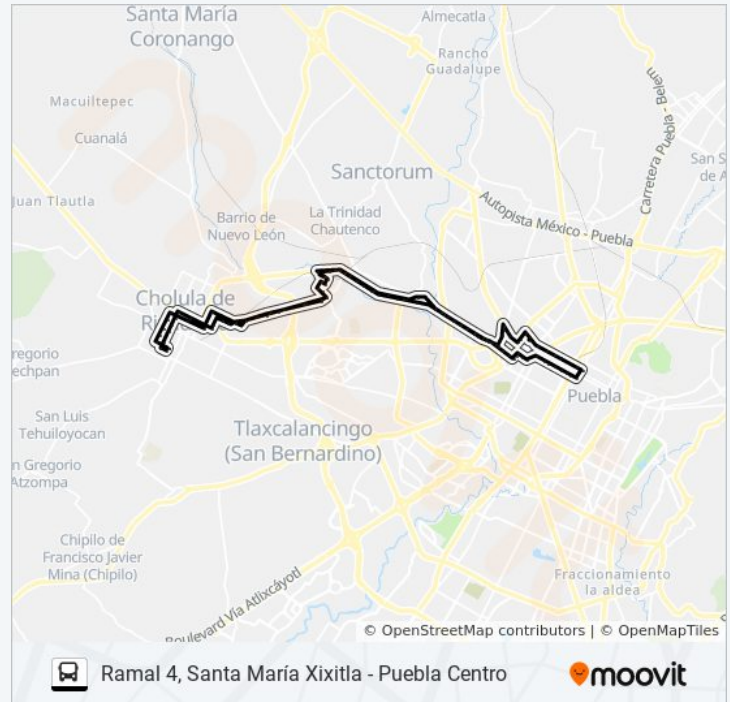 Santa María
Coronango
Almecatla
Rancho
Guadalupe
Macuiltepec
Cuanalá
Sanctorum
Carretera Puebla - Belem
San S
de A
Juan Tlautla
Autopista México - Puebla
Barrio de
Nuevo León
La Trinidad
Chautenco
Cholula de
Ri
regorio
echpan
Puebla
San Luis
Tehuiloyocan
Tlaxcalancingo
(San Bernardino)
n Gregorio
Atzompa
Chipilo de
Francisco Javier
Mina (Chipilo)
Fraccionamiento
la aldea
Boulevard Vía Atlixcáyotl
© OpenStreetMap contributors | © OpenMapTiles
Ramal 4, Santa María Xixitla - Puebla Centro
moovit